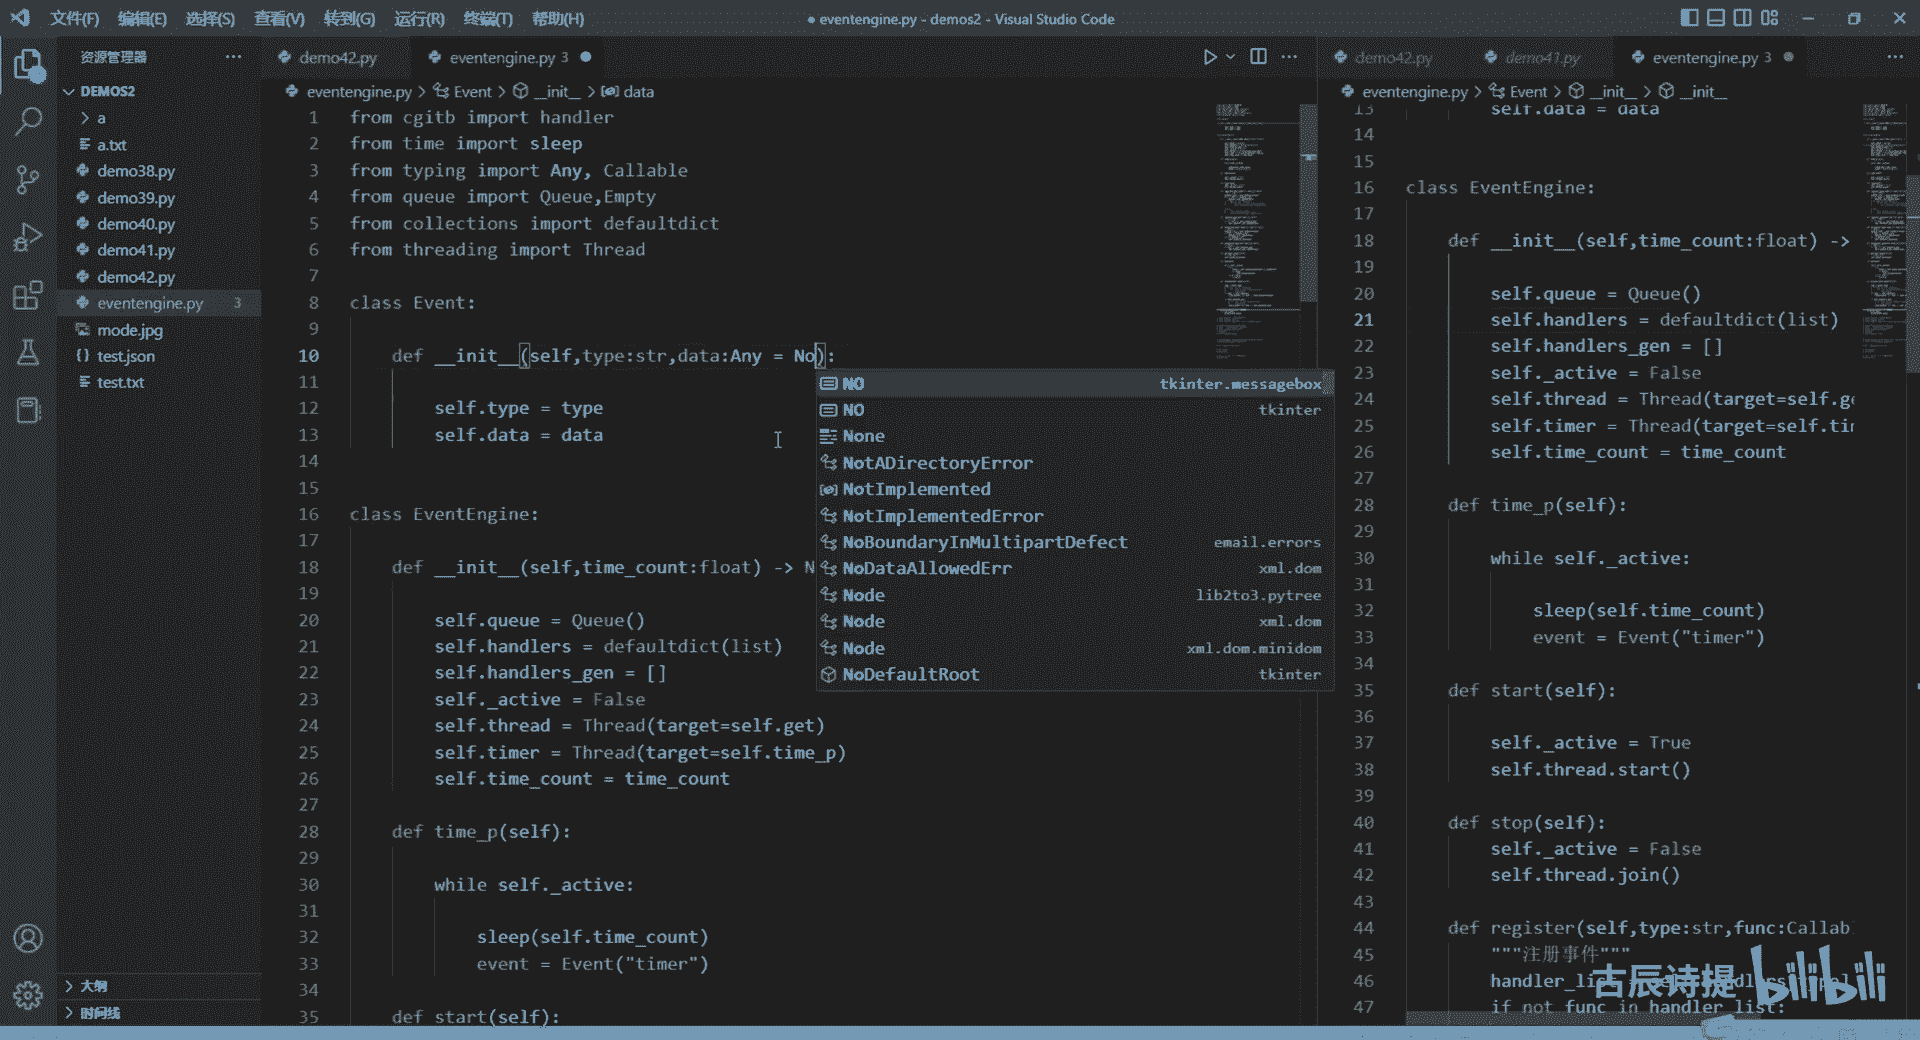 文件(F) 编辑(E) 选择(S) 查看(V) 转到(G) 运行(R) 终端(T) 帮助(H)
● eventengine.py - demos2 - Visual Studio Code
资源管理器
DEMOS2
a
a.txt
demo38.py
demo39.py
demo40.py
demo41.py
demo42.py
eventengine.py 3
mode.jpg
test.json
test.txt
大纲
时间线
demo42.py
eventengine.py 3
eventengine.py > Event > __init__ > data
1 from cgitb import handler
2 from time import sleep
3 from typing import Any, Callable
4 from queue import Queue,Empty
5 from collections import defaultdict
6 from threading import Thread
7
8 class Event:
9
10 def __init__(self,type:str,data:Any = No):
11
12 self.type = type
13 self.data = data
14
15
16 class EventEngine:
17
18 def __init__(self,time_count:float) -> N
19
20 self.queue = Queue()
21 self.handlers = defaultdict(list)
22 self.handlers_gen = []
23 self._active = False
24 self.thread = Thread(target=self.get)
25 self.timer = Thread(target=self.time_p)
26 self.time_count = time_count
27
28 def time_p(self):
29
30 while self._active:
31
32 sleep(self.time_count)
33 event = Event("timer")
34
35 def start(self):
NO tkinter.messagebox
NO tkinter
None
NotADirectoryError
NotImplemented
NotImplementedError
NoBoundaryInMultipartDefect email.errors
NoDataAllowedErr xml.dom
Node lib2to3.pytree
Node xml.dom
Node xml.dom.minidom
NoDefaultRoot tkinter
demo42.py
demo41.py
eventengine.py 3
eventengine.py > Event > __init__ > __init__
13 self.data = data
14
15
16 class EventEngine:
17
18 def __init__(self,time_count:float) ->
19
20 self.queue = Queue()
21 self.handlers = defaultdict(list)
22 self.handlers_gen = []
23 self._active = False
24 self.thread = Thread(target=self.ge
25 self.timer = Thread(target=self.tim
26 self.time_count = time_count
27
28 def time_p(self):
29
30 while self._active:
31
32 sleep(self.time_count)
33 event = Event("timer")
34
35 def start(self):
36
37 self._active = True
38 self.thread.start()
39
40 def stop(self):
41 self._active = False
42 self.thread.join()
43
44 def register(self,type:str,func:Callab
45 """注册事件"""
46 handler_li
47 if not func in handler_list:
古辰诗提 bilibili